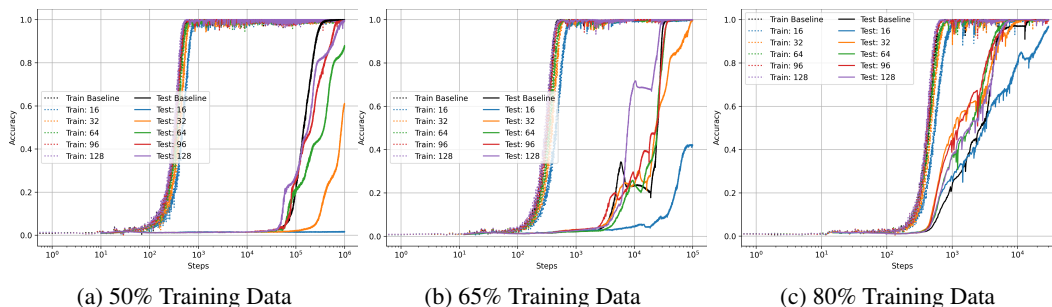 1.0
0.8
0.6
0.4
0.2
0.0
Accuracy
Train Baseline
Train: 16
Train: 32
Train: 64
Train: 96
Train: 128
Test Baseline
Test: 16
Test: 32
Test: 64
Test: 96
Test: 128
10⁰ 10¹ 10² 10³ 10⁴ 10⁵ 10⁶
Steps
(a) 50% Training Data
1.0
0.8
0.6
0.4
0.2
0.0
Accuracy
Train Baseline
Train: 16
Train: 32
Train: 64
Train: 96
Train: 128
Test Baseline
Test: 16
Test: 32
Test: 64
Test: 96
Test: 128
10⁰ 10¹ 10² 10³ 10⁴ 10⁵
Steps
(b) 65% Training Data
1.0
0.8
0.6
0.4
0.2
0.0
Accuracy
Train Baseline
Train: 16
Train: 32
Train: 64
Train: 96
Train: 128
Test Baseline
Test: 16
Test: 32
Test: 64
Test: 96
Test: 128
10⁰ 10¹ 10² 10³ 10⁴
Steps
(c) 80% Training Data